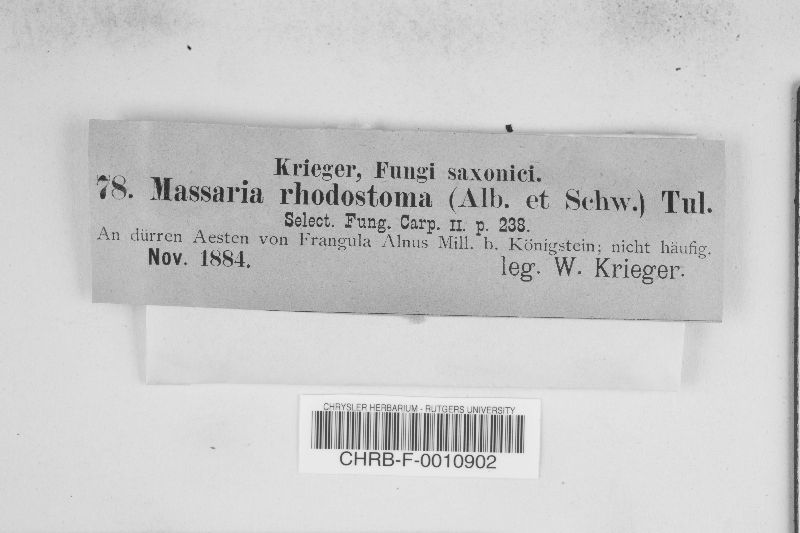 Krieger, Fungi saxonici.
78. Massaria rhodostoma (Alb. et Schw.) Tul.
Select. Fung. Carp. II. p. 238.
An dürren Aesten von Frangula Alnus Mill. b. Königstein; nicht häufig.
Nov. 1884. leg. W. Krieger.
CHRYSLER HERBARIUM - RUTGERS UNIVERSITY
CHRB-F-0010902